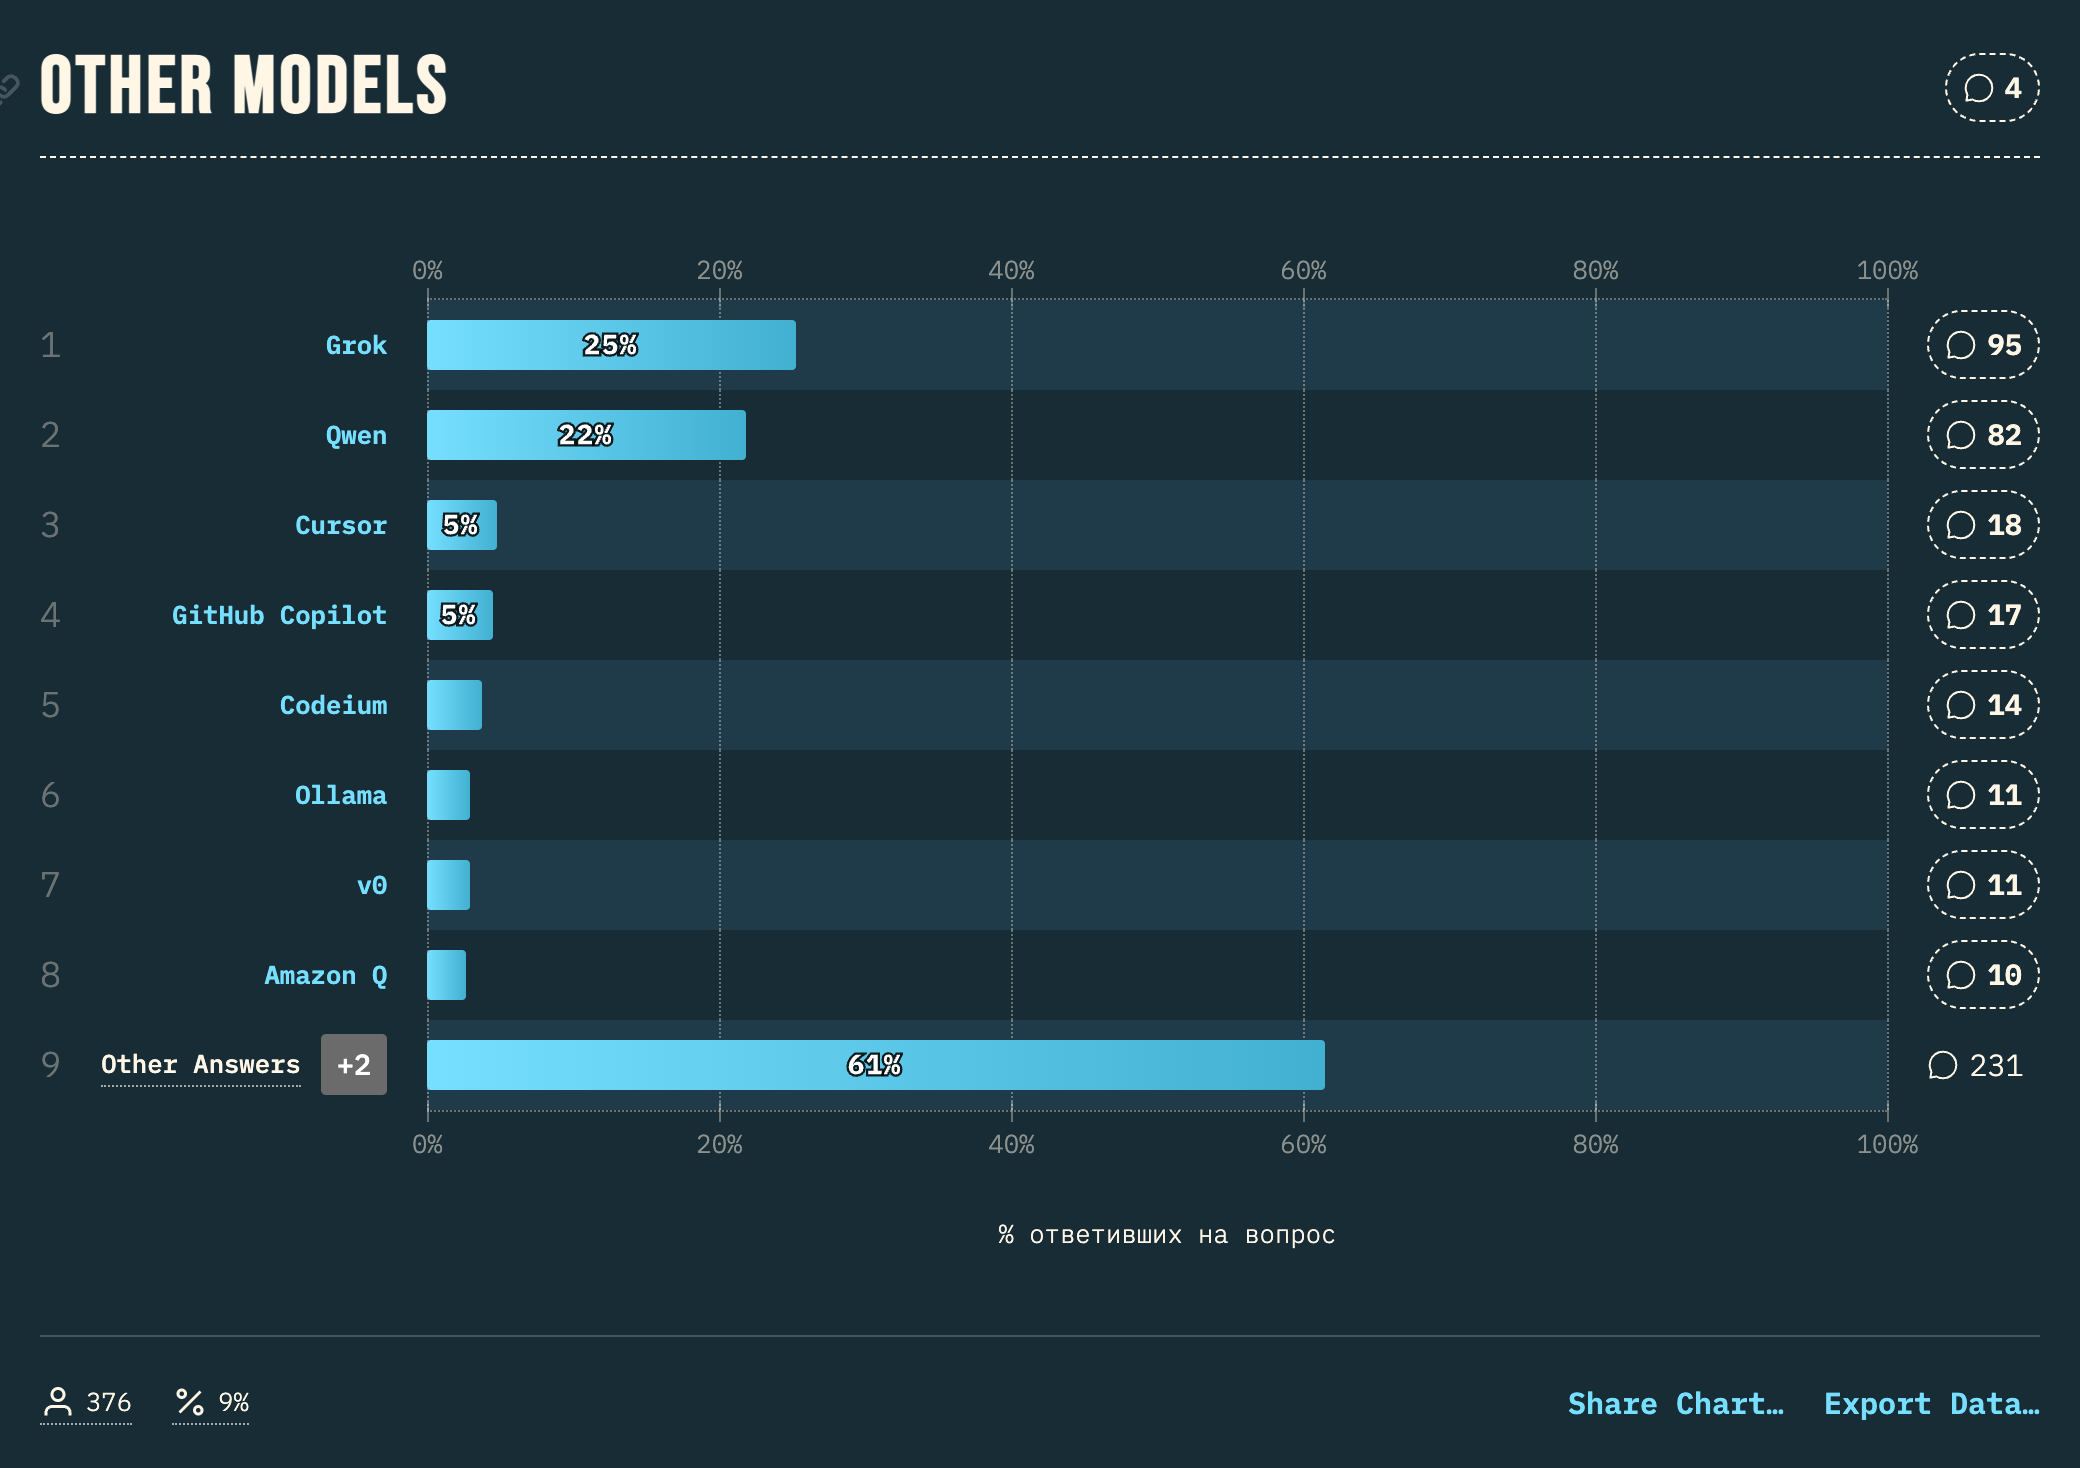 OTHER MODELS
4
0% 20% 40% 60% 80% 100%
1 Grok 25% 95
2 Qwen 22% 82
3 Cursor 5% 18
4 GitHub Copilot 5% 17
5 Codeium 14
6 Ollama 11
7 v0 11
8 Amazon Q 10
9 Other Answers +2 61% 231
0% 20% 40% 60% 80% 100%
% ответивших на вопрос
376 % 9% Share Chart… Export Data…